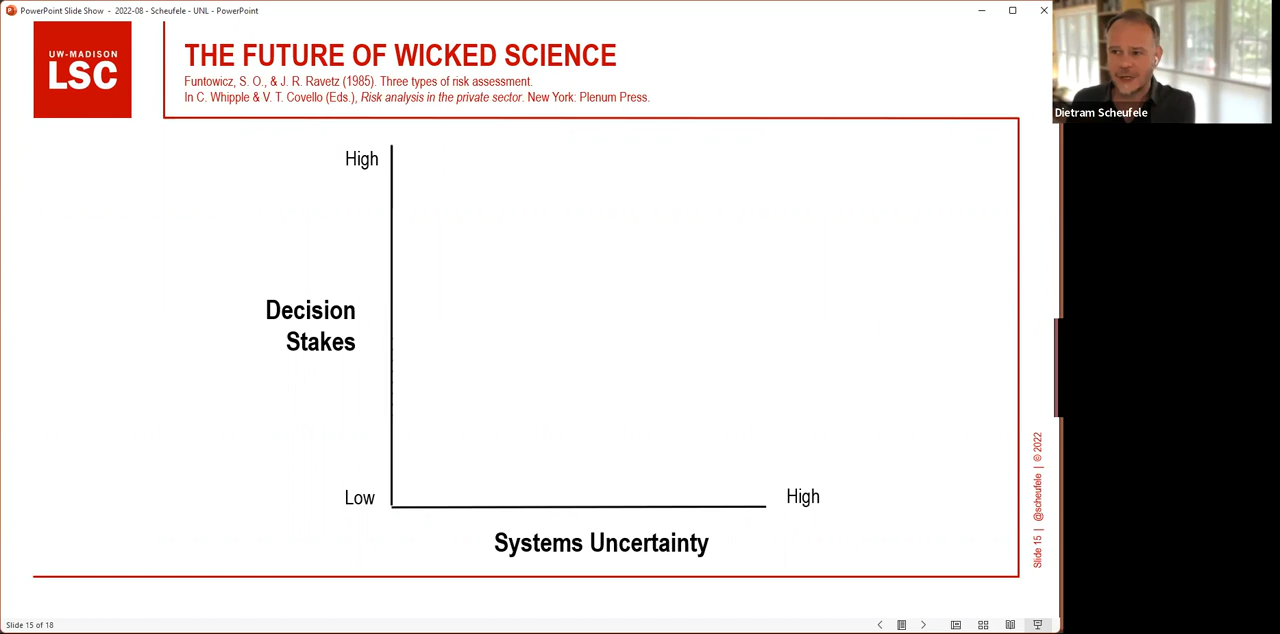 PowerPoint Slide Show - 2022-08 - Scheufele - UNL - PowerPoint
UW-MADISON
LSC
THE FUTURE OF WICKED SCIENCE
Funtowicz, S. O., & J. R. Ravetz (1985). Three types of risk assessment.
In C. Whipple & V. T. Covello (Eds.), Risk analysis in the private sector. New York: Plenum Press.
Dietram Scheufele
High
Decision
Stakes
Low
High
Systems Uncertainty
Slide 15 | @scheufele | © 2022
Slide 15 of 18